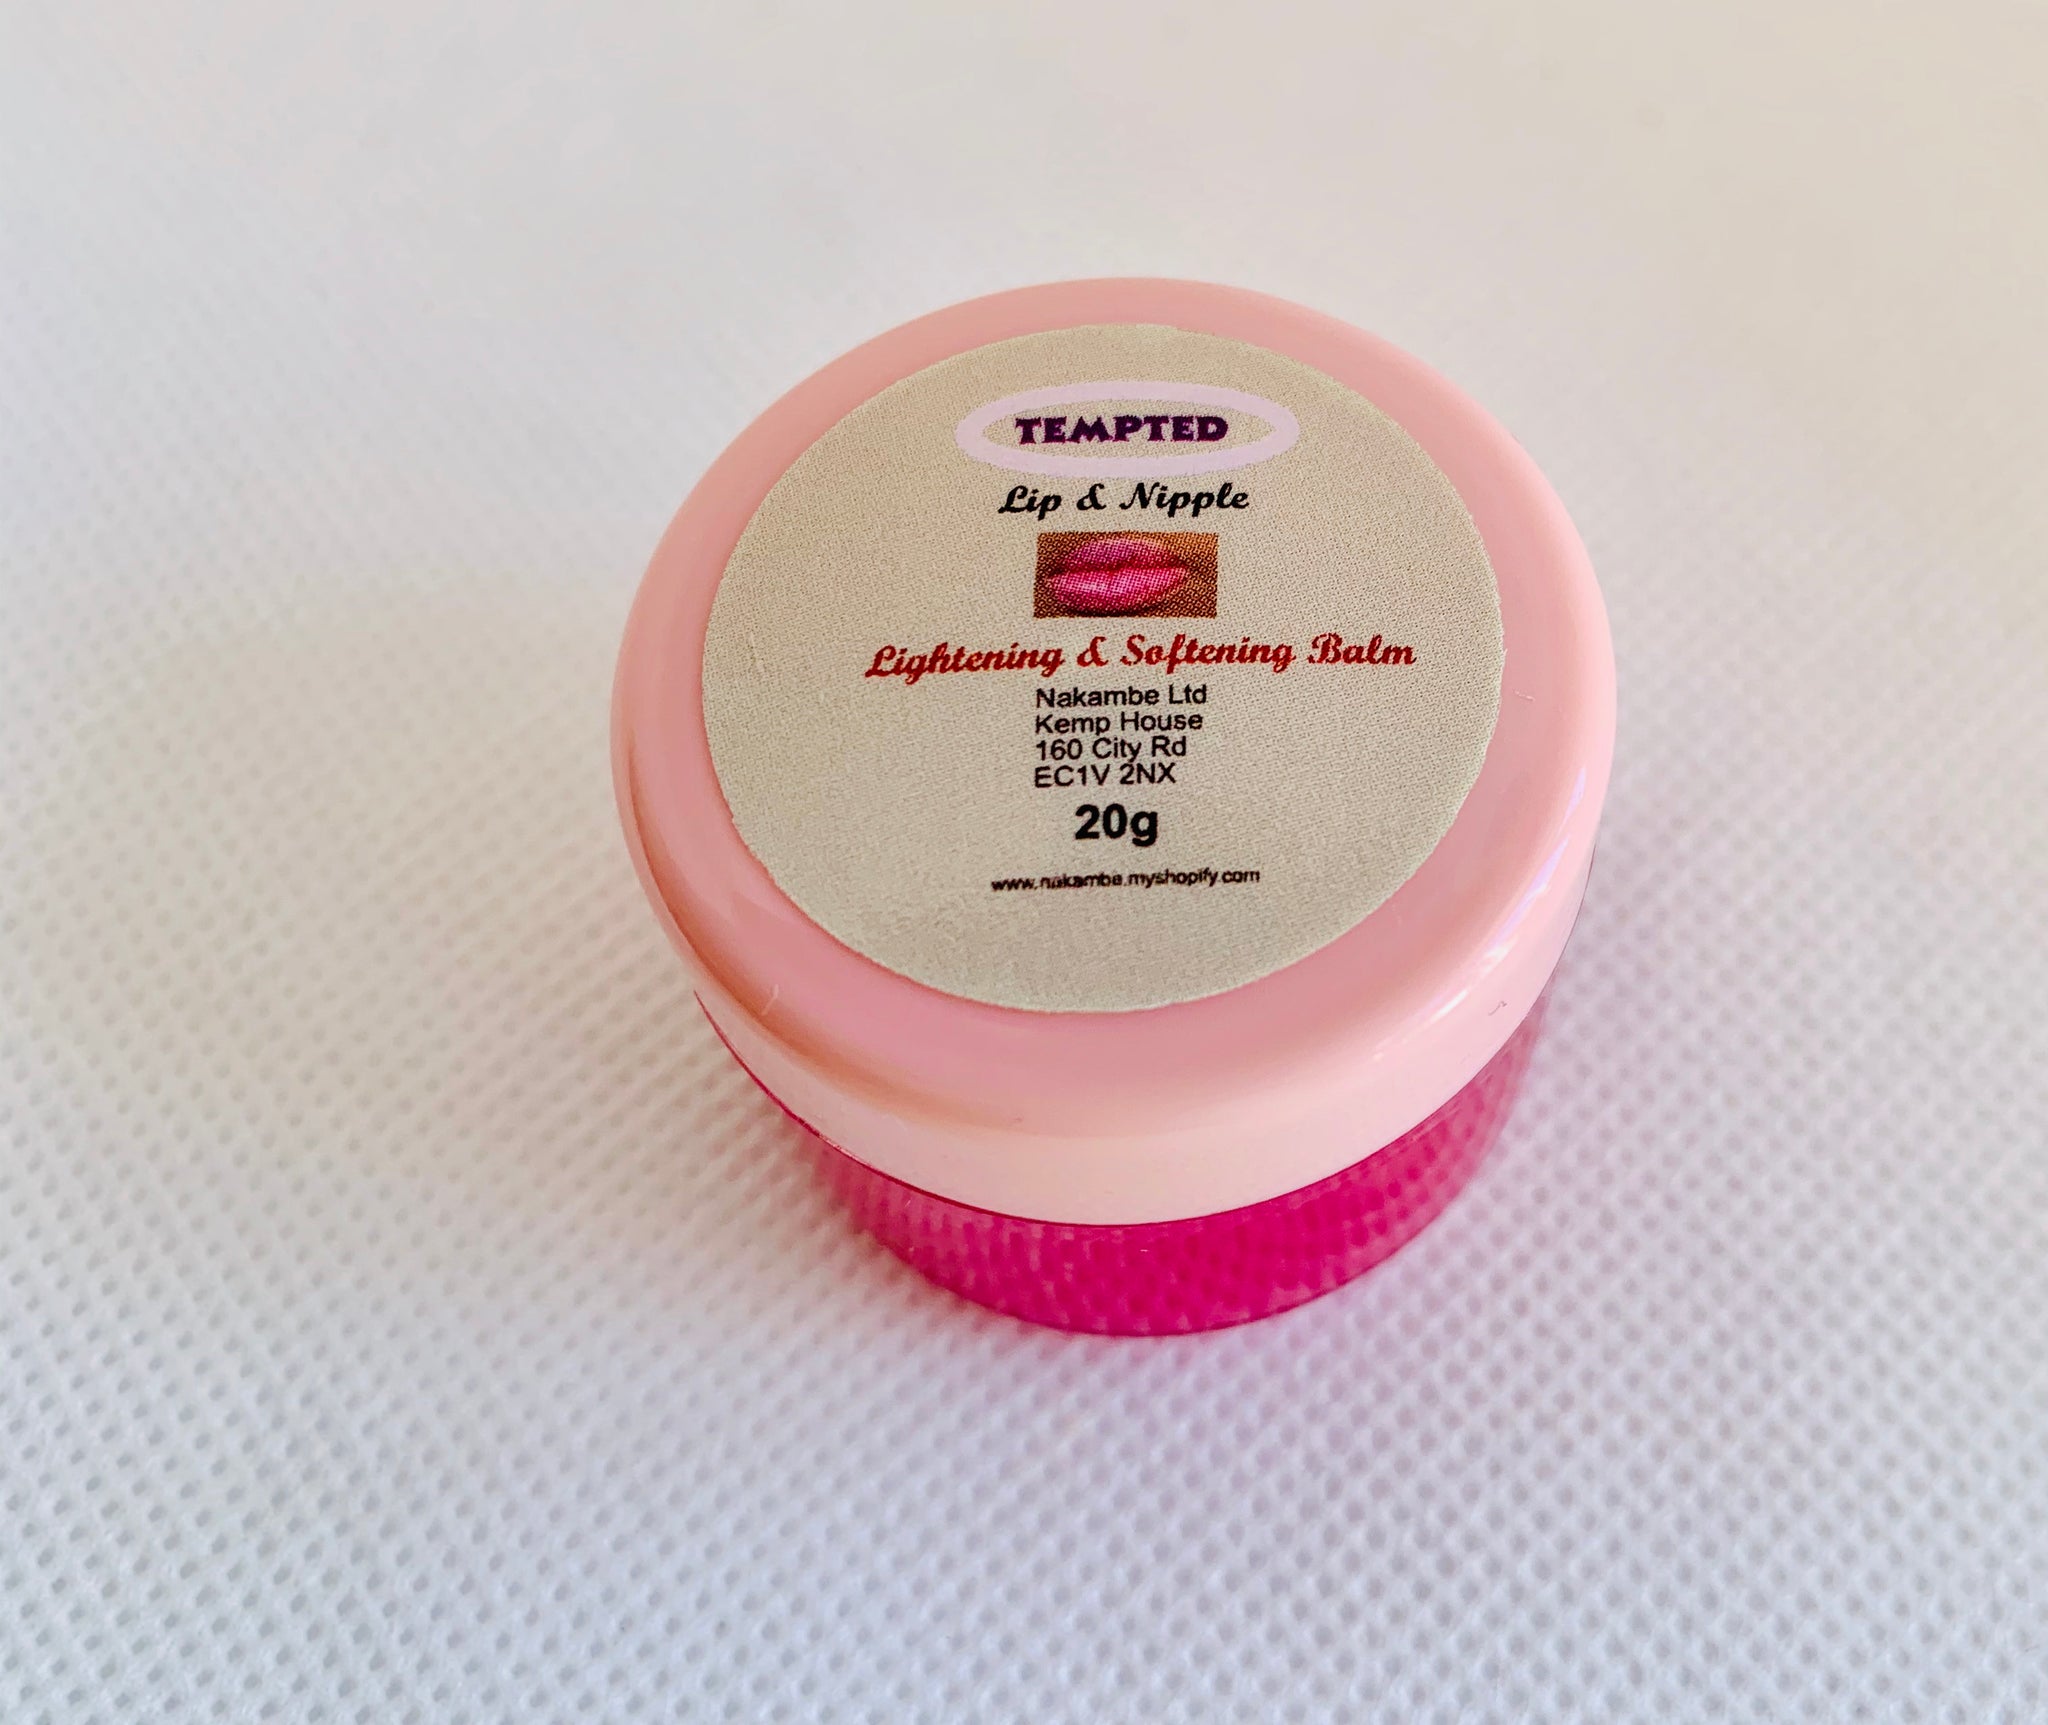 TEMPTED
Lip & Nipple
Lightening & Softening Balm
Nakambe Ltd
Kemp House
160 City Rd
EC1V 2NX
20g
www.nakambe.myshopify.com